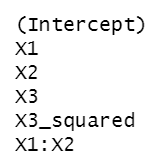 (Intercept)
X1
X2
X3
X3_squared
X1:X2